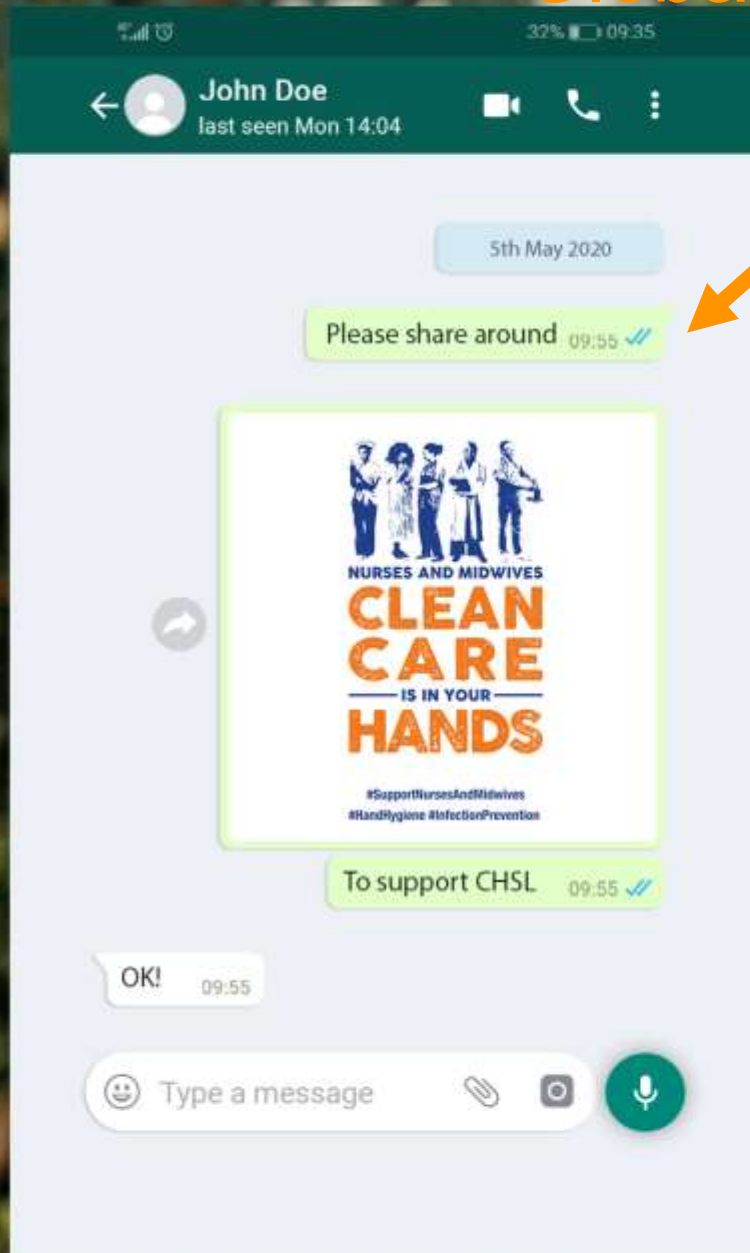 32% 09:35
John Doe
last seen Mon 14:04
5th May 2020
Please share around 09:55
NURSES AND MIDWIVES
CLEAN
CARE
IS IN YOUR
HANDS
#SupportNursesAndMidwives
#HandHygiene #InfectionPrevention
To support CHSL 09:55
OK! 09:55
Type a message